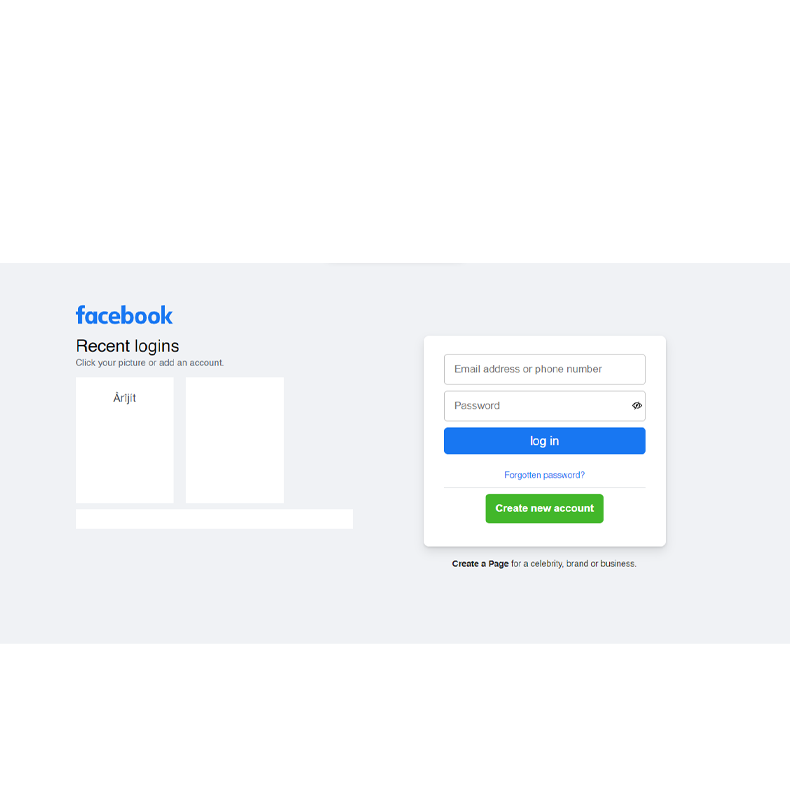 facebook
Recent logins
Click your picture or add an account.
Ãrîjít
Email address or phone number
Password
log in
Forgotten password?
Create new account
Create a Page for a celebrity, brand or business.